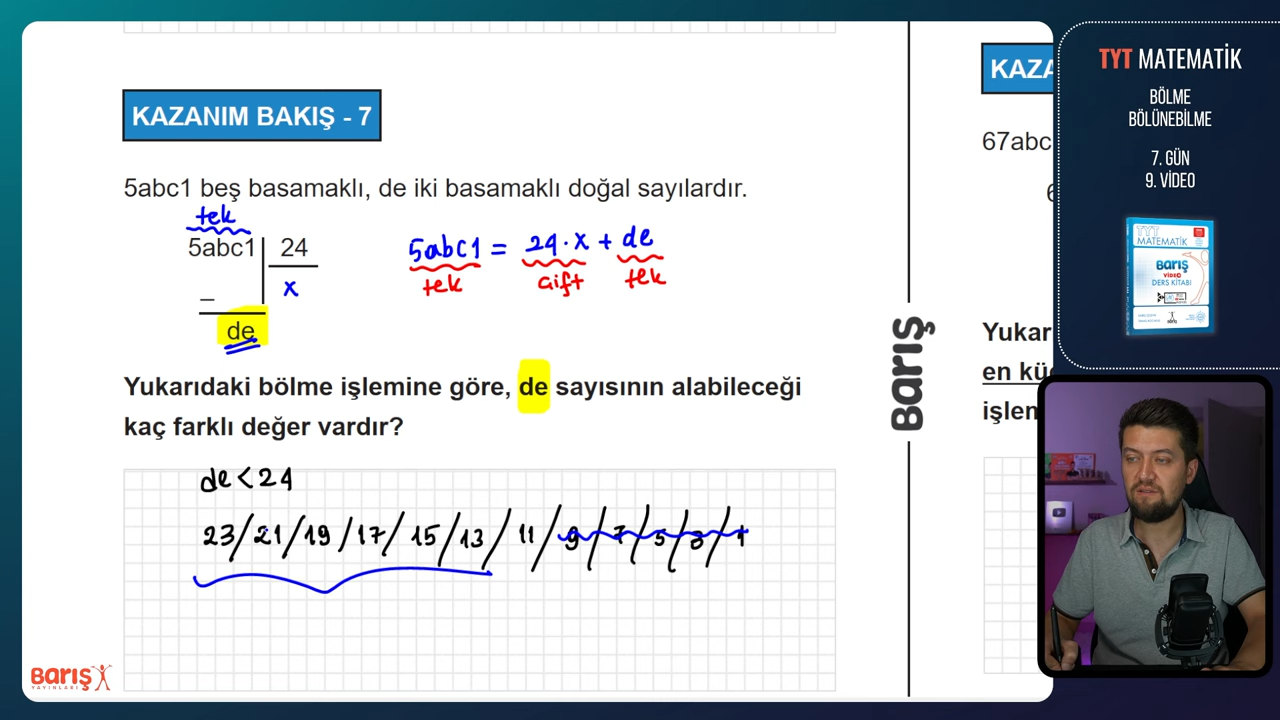 KAZANIM BAKIŞ - 7
5abc1 beş basamaklı, de iki basamaklı doğal sayılardır.
tek
5abc1 24
x
–
de
5abc1 = 24·x + de
tek çift tek
Yukarıdaki bölme işlemine göre, de sayısının alabileceği
kaç farklı değer vardır?
de < 24
23/21/19/17/15/13/11/9/7/5/3/1
BARIŞ
YAYINLARI
Barış
KAZA
67abc
6
Yukar
en kü
işlen
TYT MATEMATİK
BÖLME
BÖLÜNEBİLME
7. GÜN
9. VİDEO
TYT
MATEMATİK
BARIŞ
VİDEO
DERS KİTABI